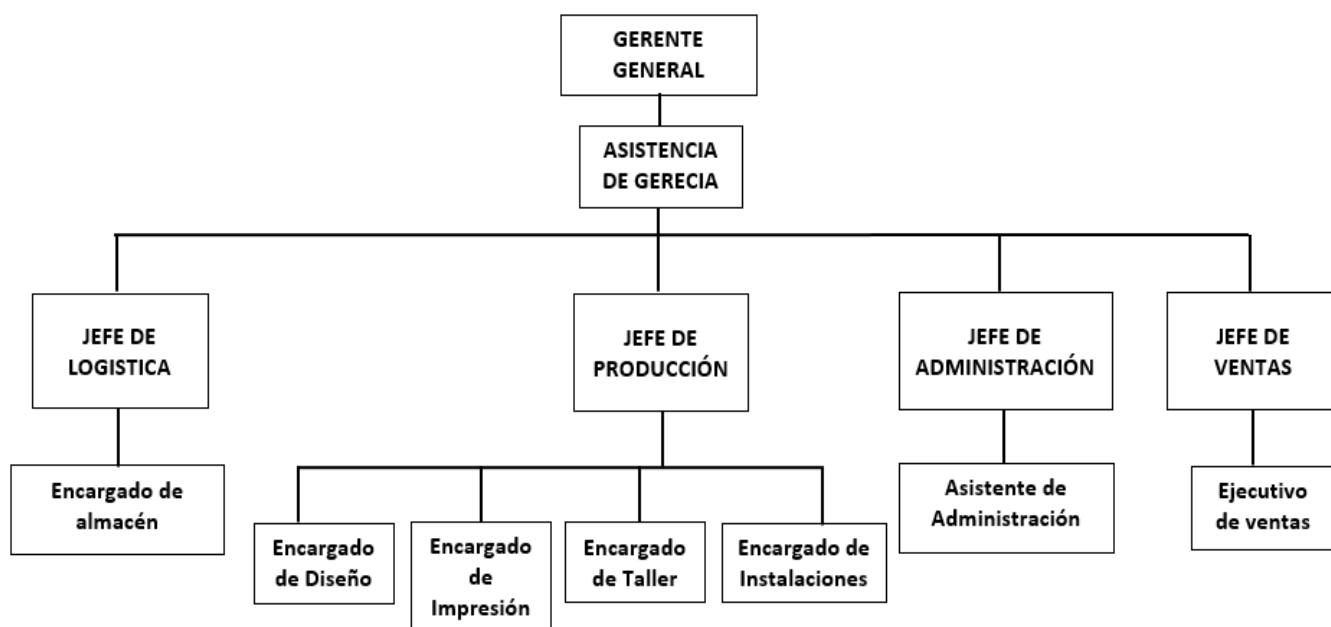 GERENTE
GENERAL
ASISTENCIA
DE GERECIA
JEFE DE
LOGISTICA
JEFE DE
PRODUCCIÓN
JEFE DE
ADMINISTRACIÓN
JEFE DE
VENTAS
Encargado de
almacén
Encargado
de Diseño
Encargado
de
Impresión
Encargado
de Taller
Encargado de
Instalaciones
Asistente de
Administración
Ejecutivo
de ventas